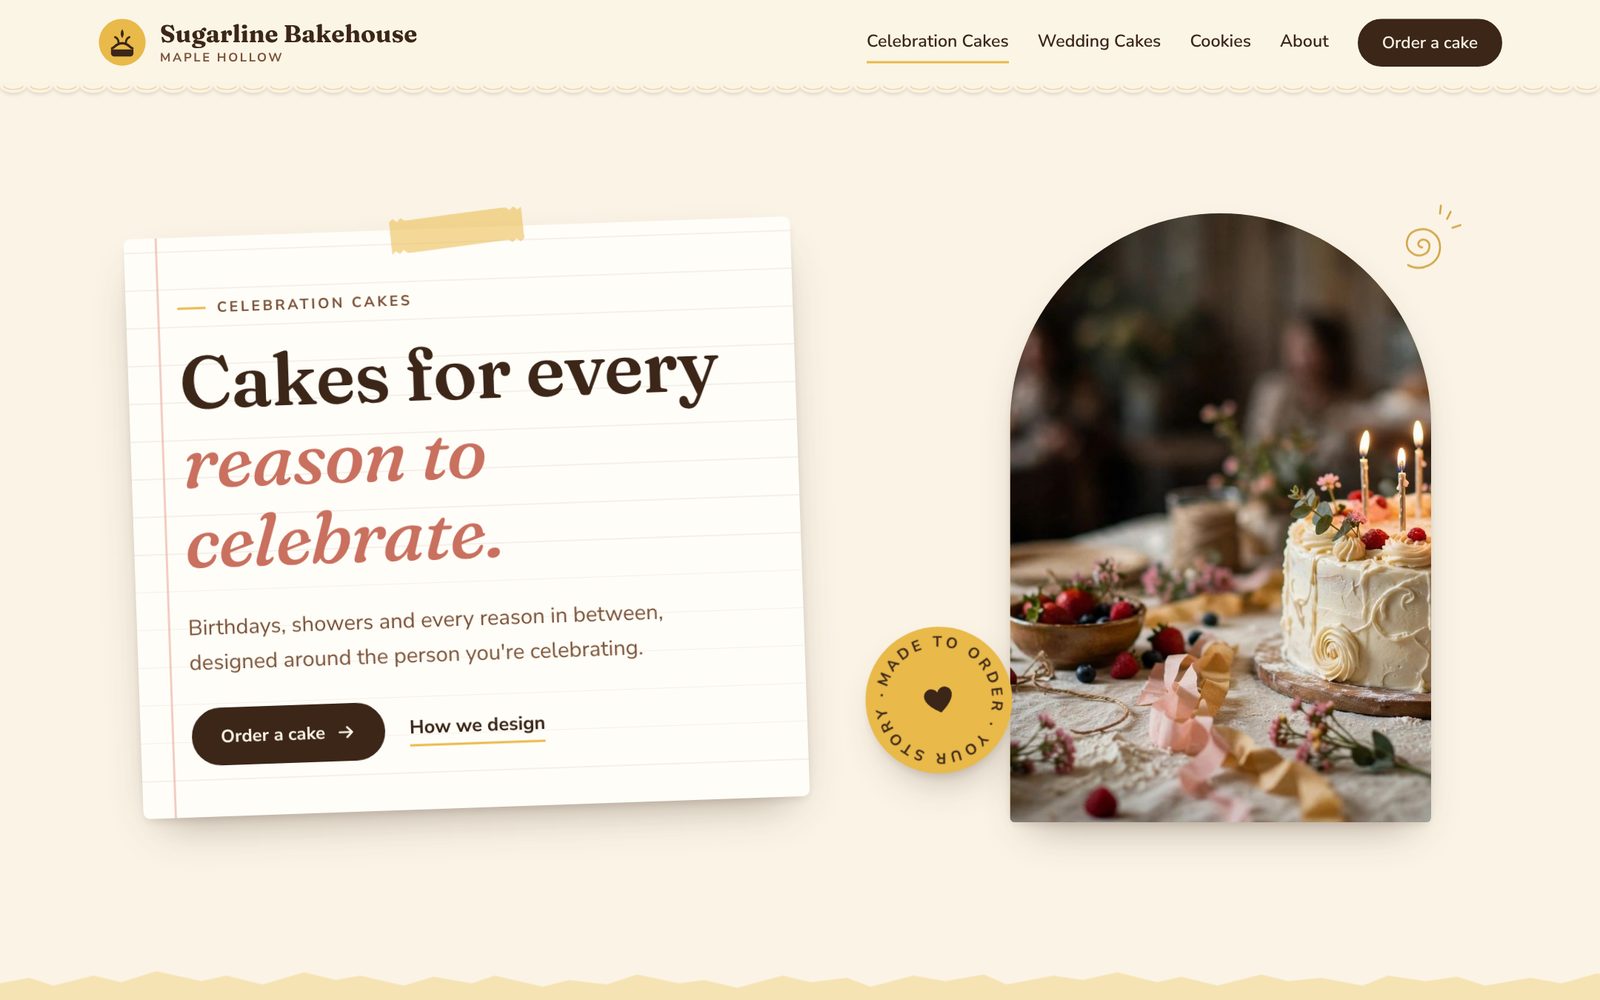 Sugarline Bakehouse
MAPLE HOLLOW
Celebration Cakes
Wedding Cakes
Cookies
About
Order a cake
CELEBRATION CAKES
Cakes for every
reason to
celebrate.
Birthdays, showers and every reason in between,
designed around the person you're celebrating.
Order a cake →
How we design
MADE TO ORDER · YOUR STORY ·